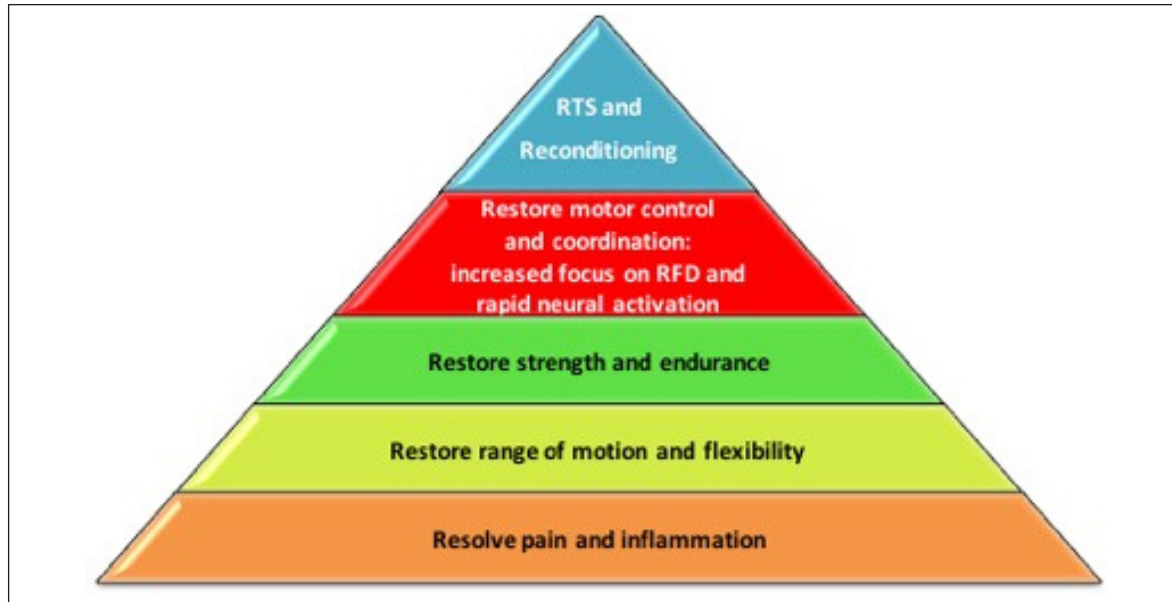 RTS and
Reconditioning
Restore motor control
and coordination:
increased focus on RFD and
rapid neural activation
Restore strength and endurance
Restore range of motion and flexibility
Resolve pain and inflammation